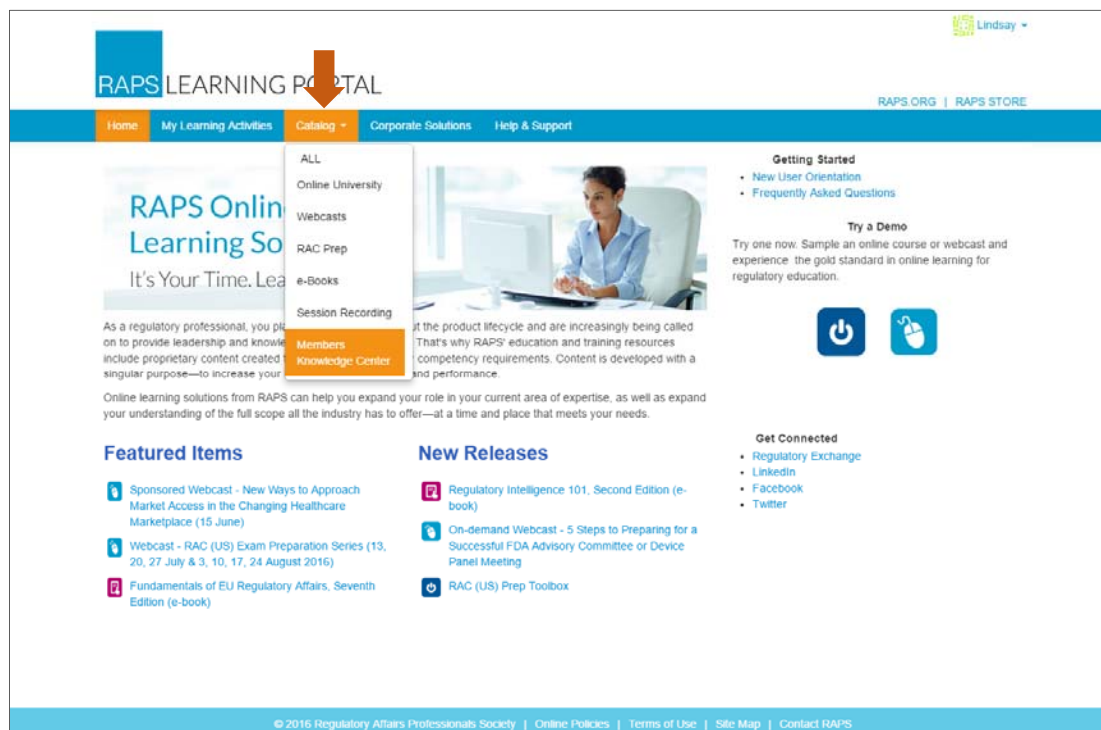 Lindsay
RAPS LEARNING PORTAL
RAPS.ORG | RAPS STORE
Home My Learning Activities Catalog Corporate Solutions Help & Support
ALL
Online University
Webcasts
RAC Prep
e-Books
Session Recording
Members
Knowledge Center
RAPS Onlin
Learning So
It's Your Time. Lea
As a regulatory professional, you pl ut the product lifecycle and are increasingly being called
on to provide leadership and knowle That's why RAPS' education and training resources
include proprietary content created competency requirements. Content is developed with a
singular purpose—to increase your and performance.
Online learning solutions from RAPS can help you expand your role in your current area of expertise, as well as expand
your understanding of the full scope all the industry has to offer—at a time and place that meets your needs.
Featured Items
Sponsored Webcast - New Ways to Approach
Market Access in the Changing Healthcare
Marketplace (15 June)
Webcast - RAC (US) Exam Preparation Series (13,
20, 27 July & 3, 10, 17, 24 August 2016)
Fundamentals of EU Regulatory Affairs, Seventh
Edition (e-book)
New Releases
Regulatory Intelligence 101, Second Edition (e-
book)
On-demand Webcast - 5 Steps to Preparing for a
Successful FDA Advisory Committee or Device
Panel Meeting
RAC (US) Prep Toolbox
Getting Started
New User Orientation
Frequently Asked Questions
Try a Demo
Try one now. Sample an online course or webcast and
experience the gold standard in online learning for
regulatory education.
Get Connected
Regulatory Exchange
LinkedIn
Facebook
Twitter
© 2016 Regulatory Affairs Professionals Society | Online Policies | Terms of Use | Site Map | Contact RAPS